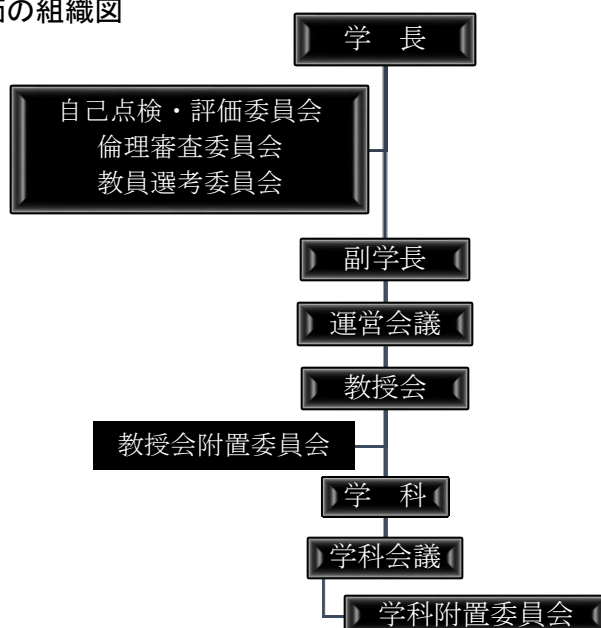 の組織図
学　長
自己点検・評価委員会
倫理審査委員会
教員選考委員会
副学長
運営会議
教授会
教授会附置委員会
学　科
学科会議
学科附置委員会